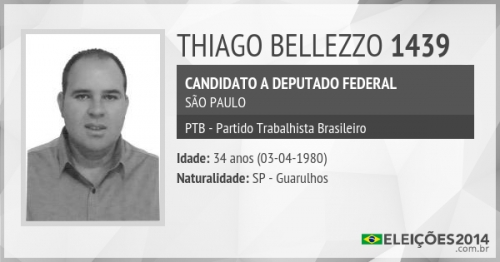 THIAGO BELLEZZO 1439
CANDIDATO A DEPUTADO FEDERAL
SÃO PAULO
PTB - Partido Trabalhista Brasileiro
Idade: 34 anos (03-04-1980)
Naturalidade: SP - Guarulhos
ELEIÇÕES2014
.com.br